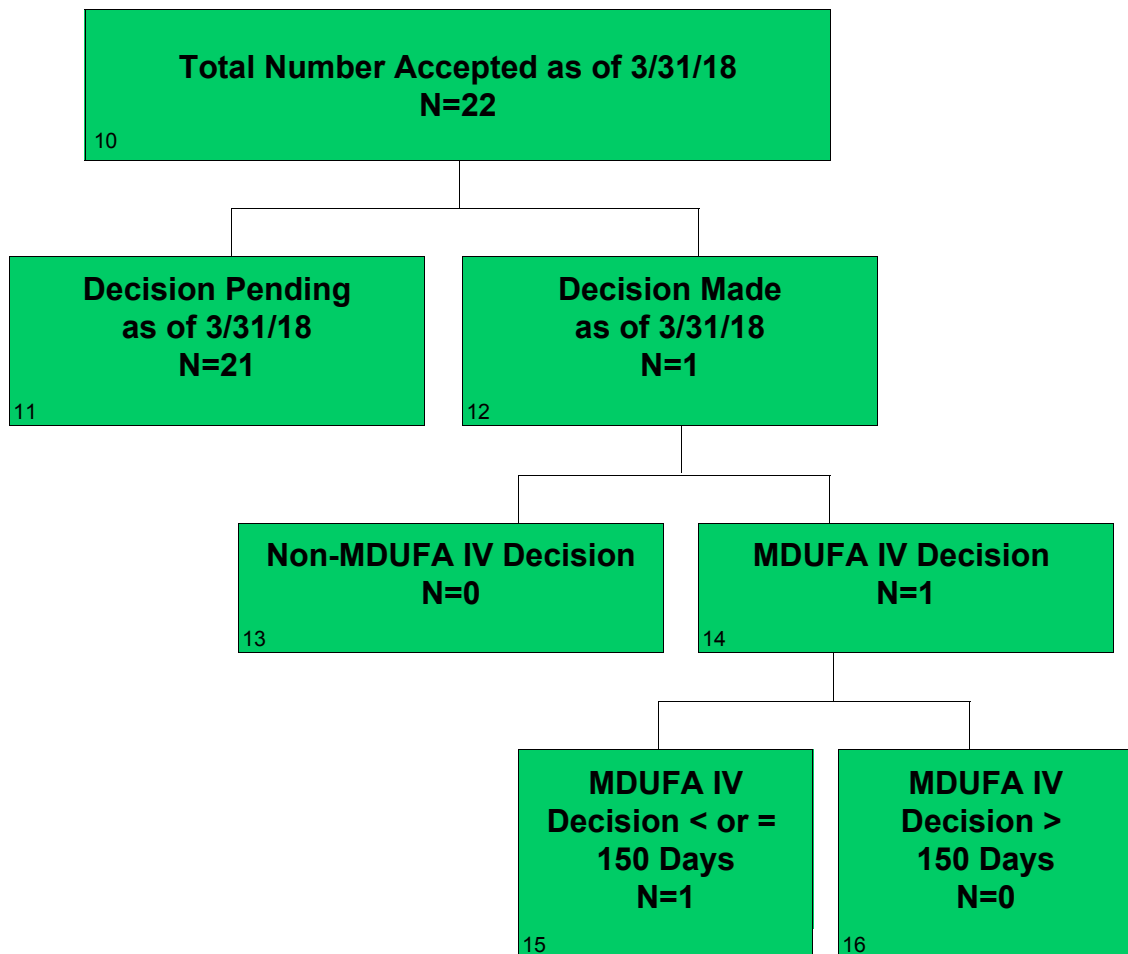 Total Number Accepted as of 3/31/18
N=22
10
Decision Pending
as of 3/31/18
N=21
11
Decision Made
as of 3/31/18
N=1
12
Non-MDUFA IV Decision
N=0
13
MDUFA IV Decision
N=1
14
MDUFA IV
Decision < or =
150 Days
N=1
15
MDUFA IV
Decision >
150 Days
N=0
16